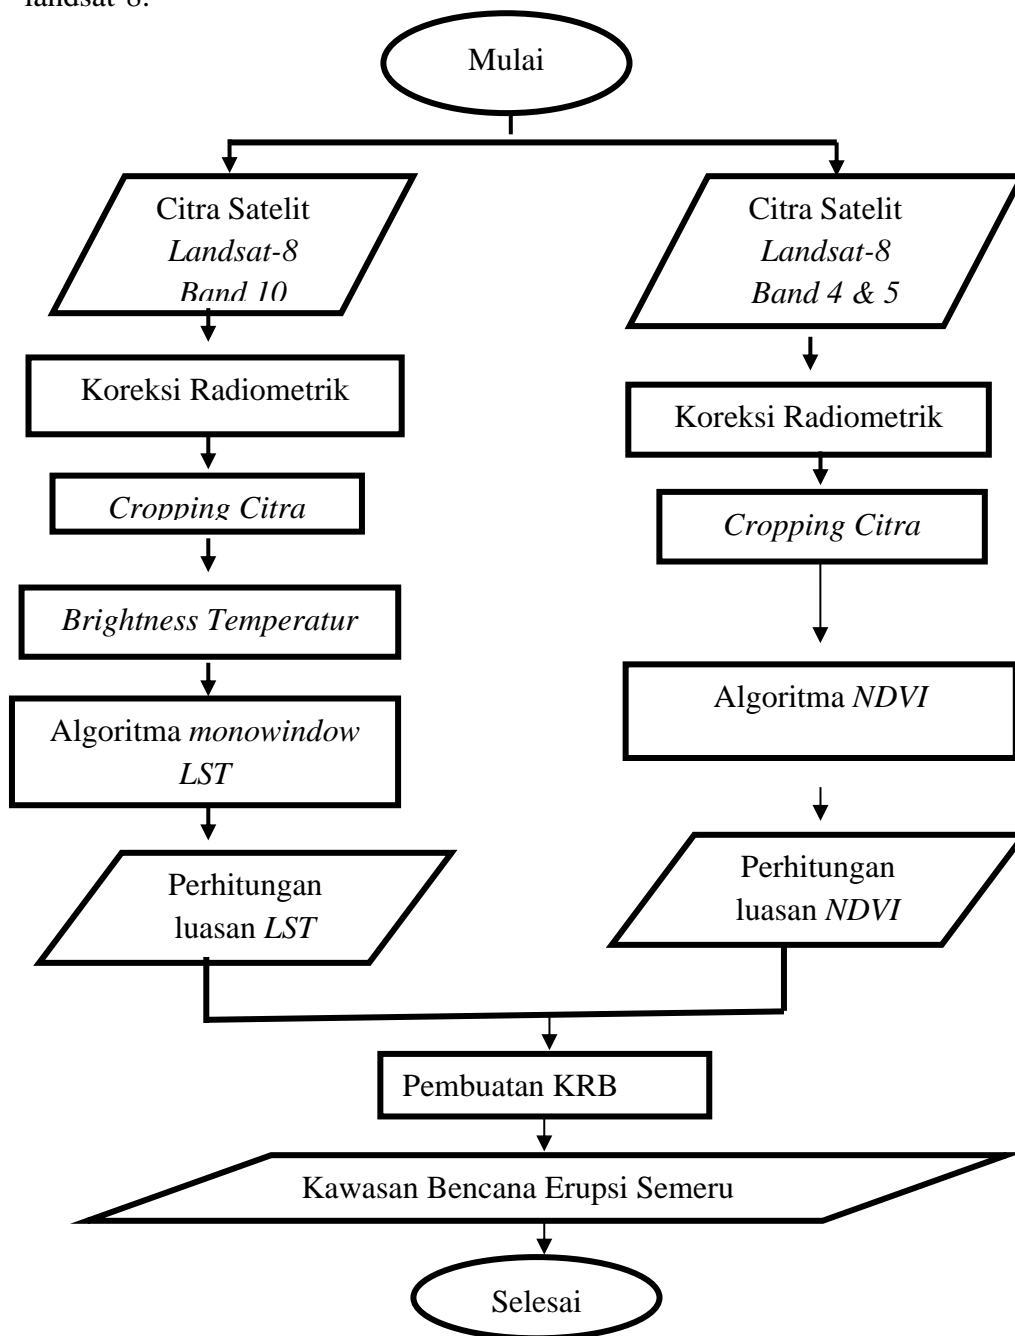 landsat-8.
Mulai
Citra Satelit
Landsat-8
Band 10
Citra Satelit
Landsat-8
Band 4 & 5
Koreksi Radiometrik
Koreksi Radiometrik
Cropping Citra
Cropping Citra
Brightness Temperatur
Algoritma monowindow
LST
Algoritma NDVI
Perhitungan
luasan LST
Perhitungan
luasan NDVI
Pembuatan KRB
Kawasan Bencana Erupsi Semeru
Selesai